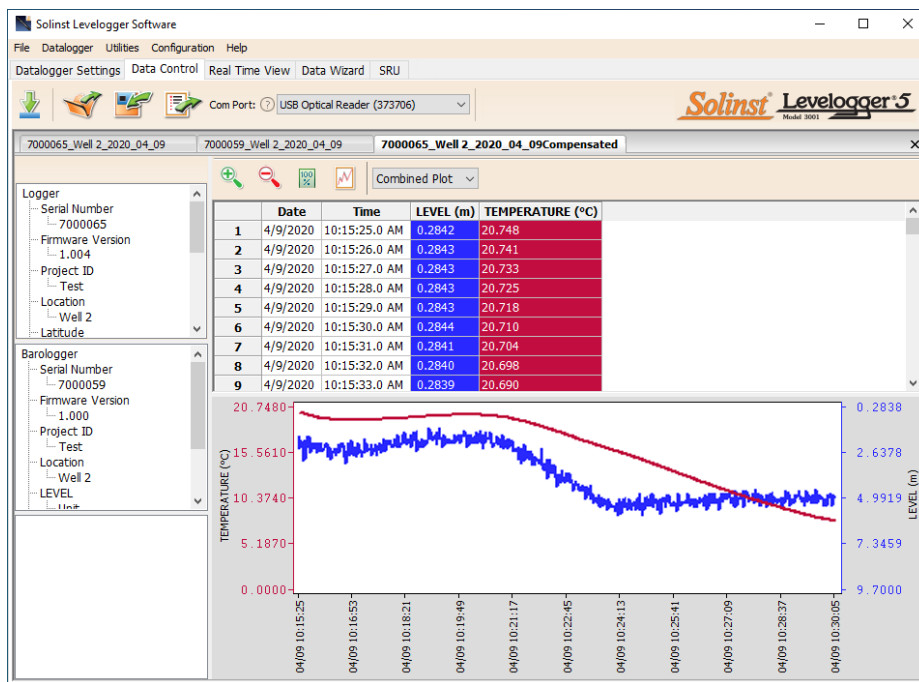 Solinst Levelogger Software
File Datalogger Utilities Configuration Help
Datalogger Settings Data Control Real Time View Data Wizard SRU
Com Port: ? USB Optical Reader (373706)
Solinst Levelogger 5
Model 3001
7000065_Well 2_2020_04_09 7000059_Well 2_2020_04_09 7000065_Well 2_2020_04_09Compensated
100 %
Combined Plot
Logger
Serial Number
7000065
Firmware Version
1.004
Project ID
Test
Location
Well 2
Latitude
Barologger
Serial Number
7000059
Firmware Version
1.000
Project ID
Test
Location
Well 2
LEVEL
Unit
Date Time LEVEL (m) TEMPERATURE (ºC)
1 4/9/2020 10:15:25.0 AM 0.2842 20.748
2 4/9/2020 10:15:26.0 AM 0.2843 20.741
3 4/9/2020 10:15:27.0 AM 0.2843 20.733
4 4/9/2020 10:15:28.0 AM 0.2843 20.725
5 4/9/2020 10:15:29.0 AM 0.2843 20.718
6 4/9/2020 10:15:30.0 AM 0.2844 20.710
7 4/9/2020 10:15:31.0 AM 0.2841 20.704
8 4/9/2020 10:15:32.0 AM 0.2840 20.698
9 4/9/2020 10:15:33.0 AM 0.2839 20.690
TEMPERATURE (ºC)
20.7480
15.5610
10.3740
5.1870
0.0000
0.2838
2.6378
4.9919
7.3459
9.7000
LEVEL (m)
04/09 10:15:25
04/09 10:16:53
04/09 10:18:21
04/09 10:19:49
04/09 10:21:17
04/09 10:22:45
04/09 10:24:13
04/09 10:25:41
04/09 10:27:09
04/09 10:28:37
04/09 10:30:05